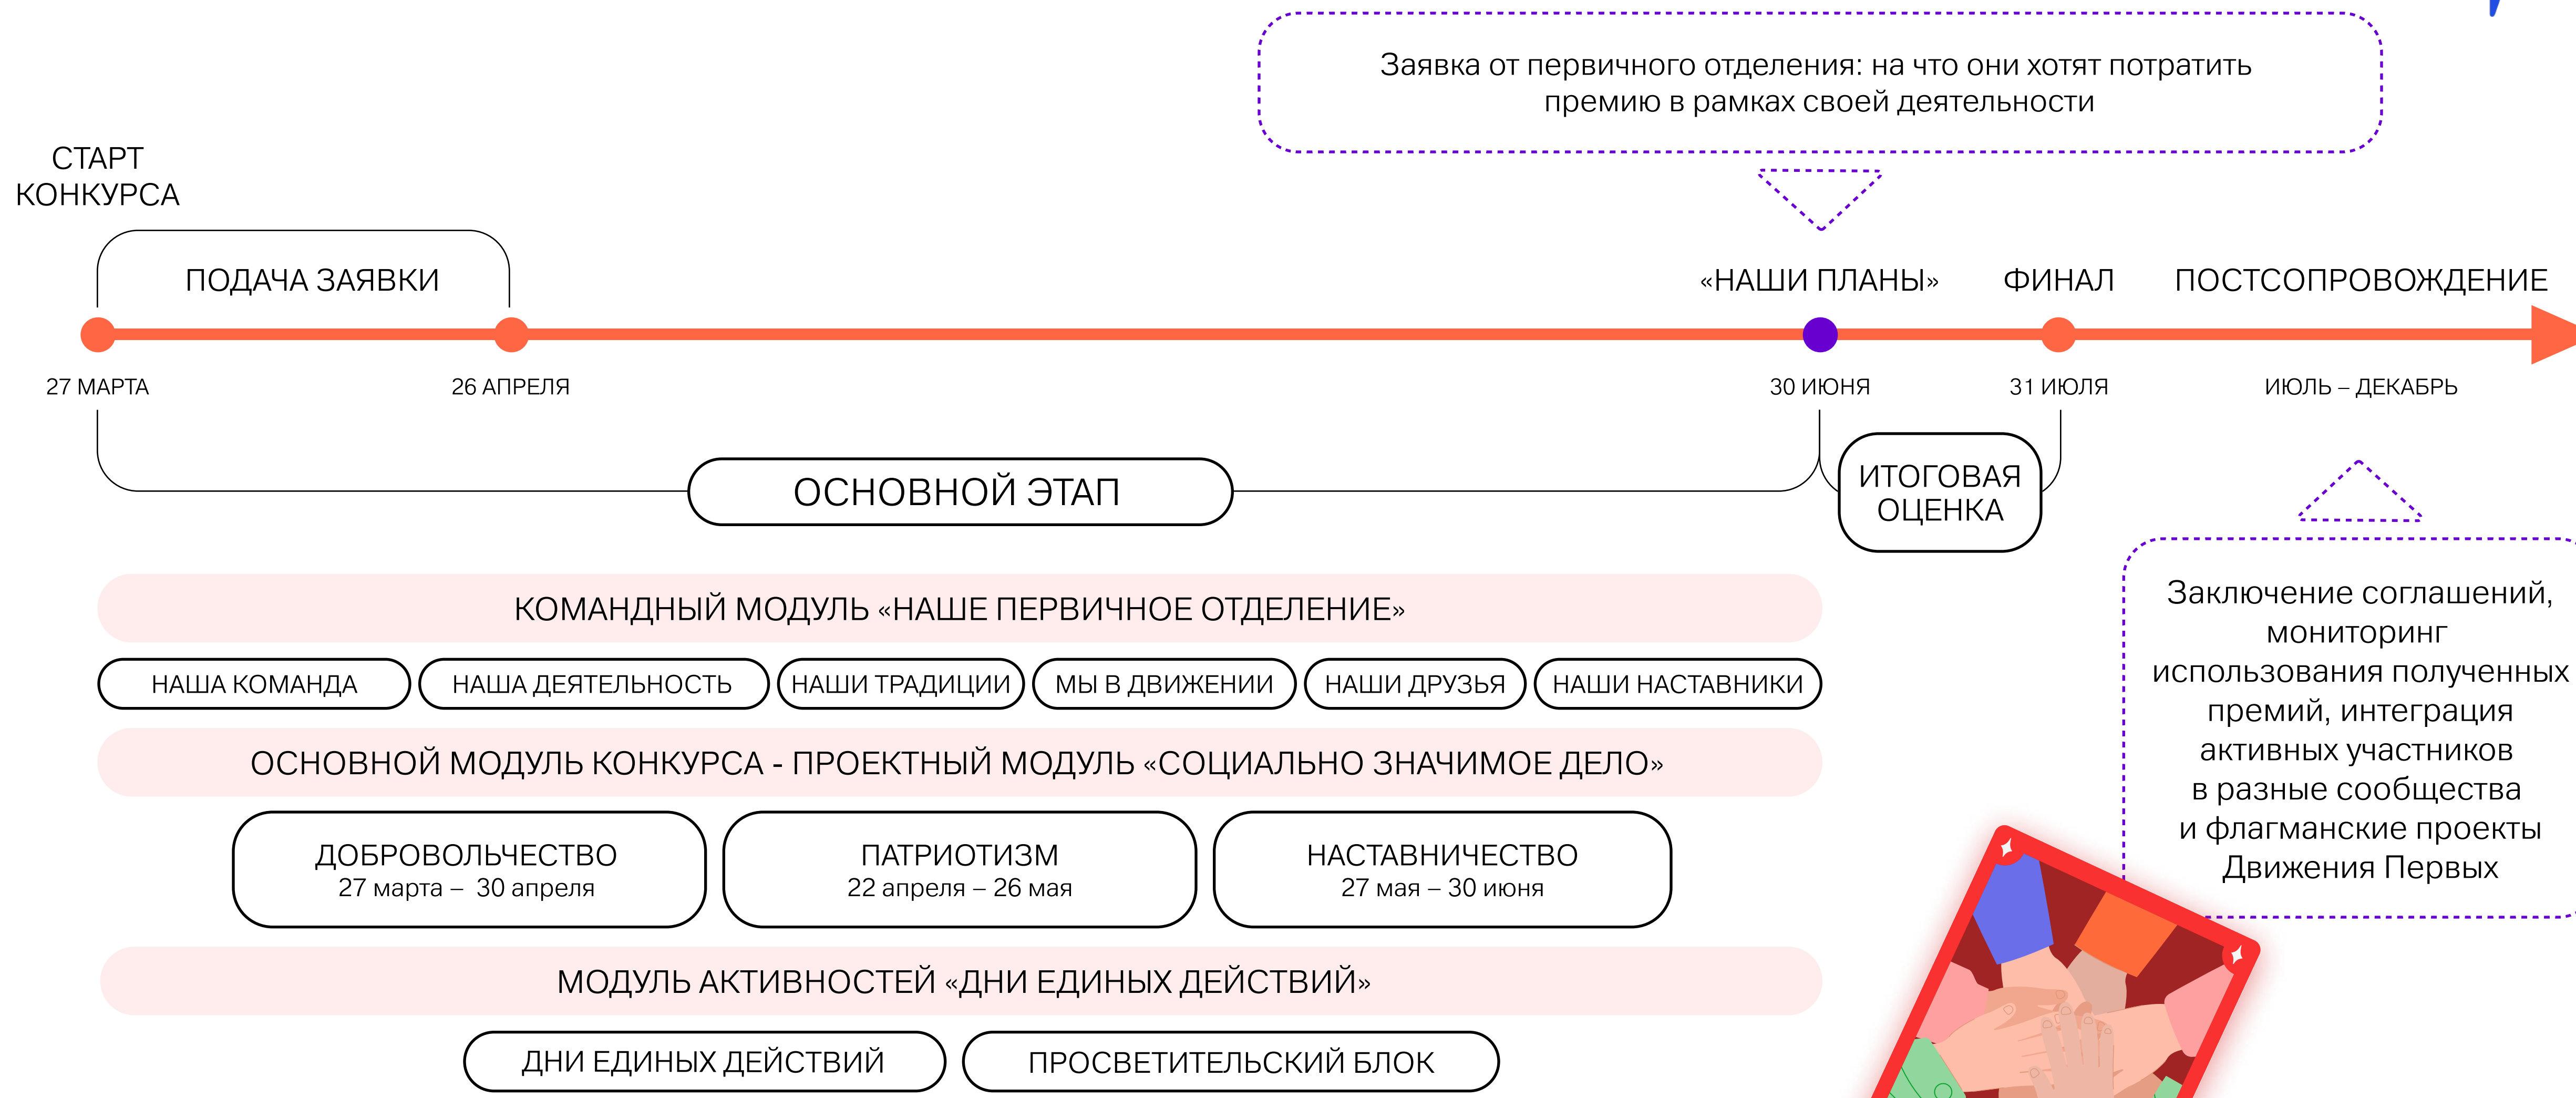 Заявка от первичного отделения: на что они хотят потратить
премию в рамках своей деятельности
СТАРТ
КОНКУРСА
ПОДАЧА ЗАЯВКИ
«НАШИ ПЛАНЫ»
ФИНАЛ
ПОСТСОПРОВОЖДЕНИЕ
27 МАРТА
26 АПРЕЛЯ
30 ИЮНЯ
31 ИЮЛЯ
ИЮЛЬ – ДЕКАБРЬ
ОСНОВНОЙ ЭТАП
ИТОГОВАЯ
ОЦЕНКА
КОМАНДНЫЙ МОДУЛЬ «НАШЕ ПЕРВИЧНОЕ ОТДЕЛЕНИЕ»
НАША КОМАНДА
НАША ДЕЯТЕЛЬНОСТЬ
НАШИ ТРАДИЦИИ
МЫ В ДВИЖЕНИИ
НАШИ ДРУЗЬЯ
НАШИ НАСТАВНИКИ
ОСНОВНОЙ МОДУЛЬ КОНКУРСА - ПРОЕКТНЫЙ МОДУЛЬ «СОЦИАЛЬНО ЗНАЧИМОЕ ДЕЛО»
ДОБРОВОЛЬЧЕСТВО
27 марта – 30 апреля
ПАТРИОТИЗМ
22 апреля – 26 мая
НАСТАВНИЧЕСТВО
27 мая – 30 июня
МОДУЛЬ АКТИВНОСТЕЙ «ДНИ ЕДИНЫХ ДЕЙСТВИЙ»
ДНИ ЕДИНЫХ ДЕЙСТВИЙ
ПРОСВЕТИТЕЛЬСКИЙ БЛОК
Заключение соглашений,
мониторинг
использования полученных
премий, интеграция
активных участников
в разные сообщества
и флагманские проекты
Движения Первых